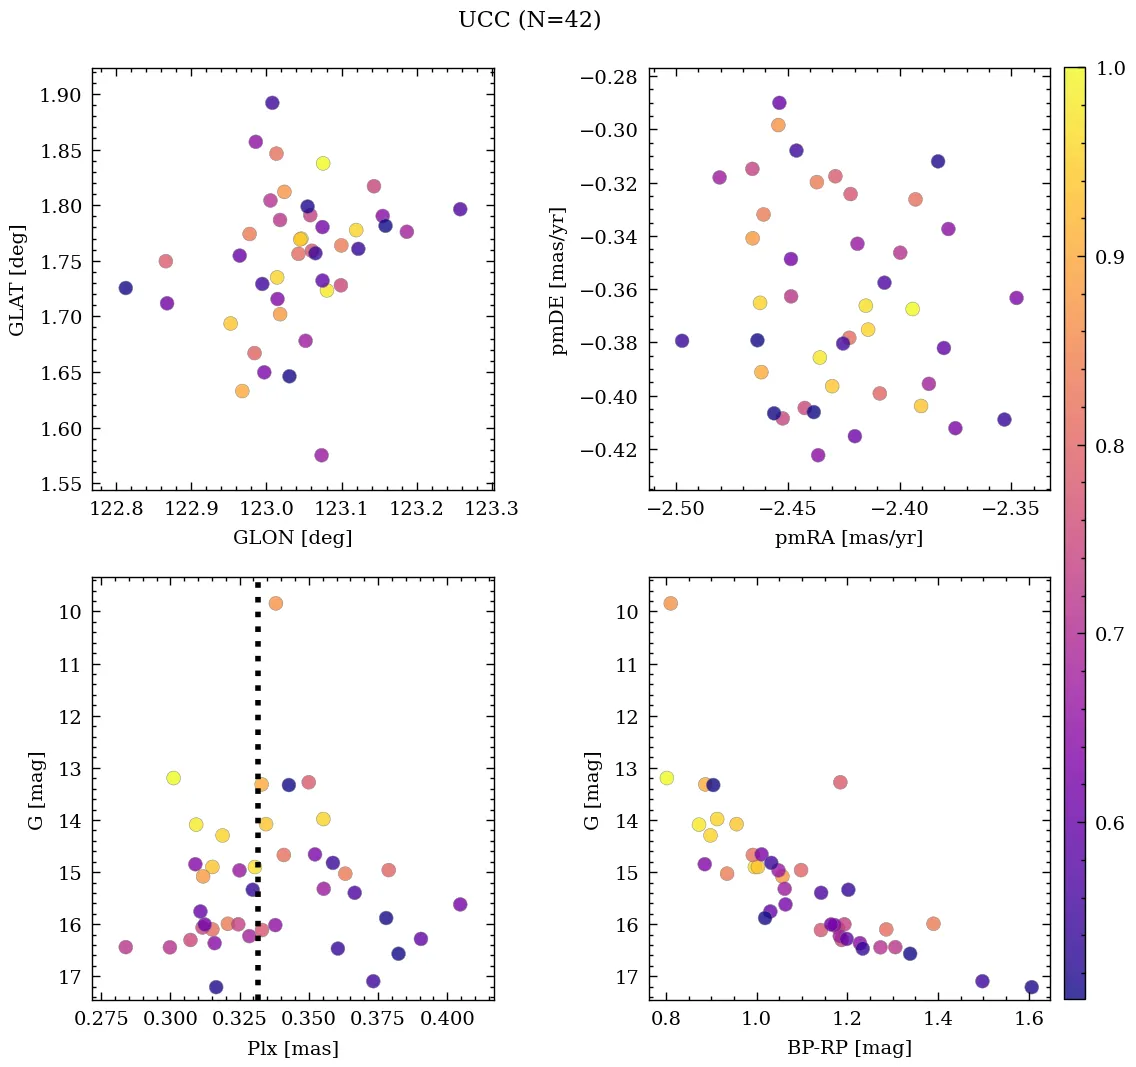 UCC (N=42)
1.90
1.85
1.80
1.75
1.70
1.65
1.60
1.55
GLAT [deg]
122.8 122.9 123.0 123.1 123.2 123.3
GLON [deg]
−0.28
−0.30
−0.32
−0.34
−0.36
−0.38
−0.40
−0.42
pmDE [mas/yr]
−2.50 −2.45 −2.40 −2.35
pmRA [mas/yr]
10
11
12
13
14
15
16
17
G [mag]
0.275 0.300 0.325 0.350 0.375 0.400
Plx [mas]
10
11
12
13
14
15
16
17
G [mag]
0.8 1.0 1.2 1.4 1.6
BP-RP [mag]
1.0
0.9
0.8
0.7
0.6